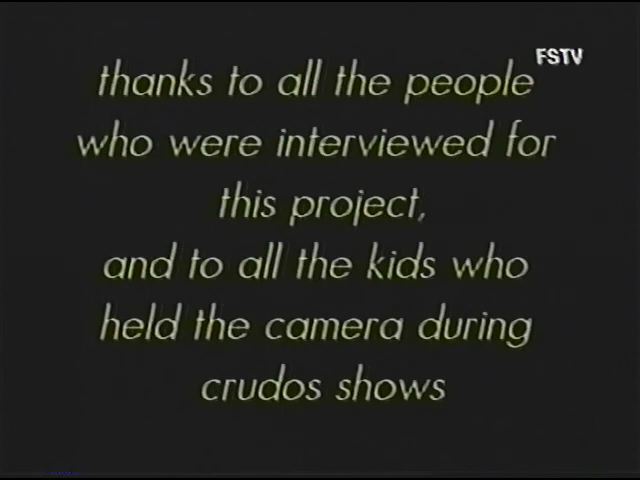 FSTV
thanks to all the people
who were interviewed for
this project,
and to all the kids who
held the camera during
crudos shows